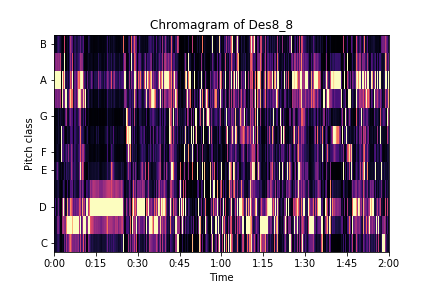 Chromagram of Des8_8
Pitch class
B
A
G
F
E
D
C
0:00 0:15 0:30 0:45 1:00 1:15 1:30 1:45 2:00
Time